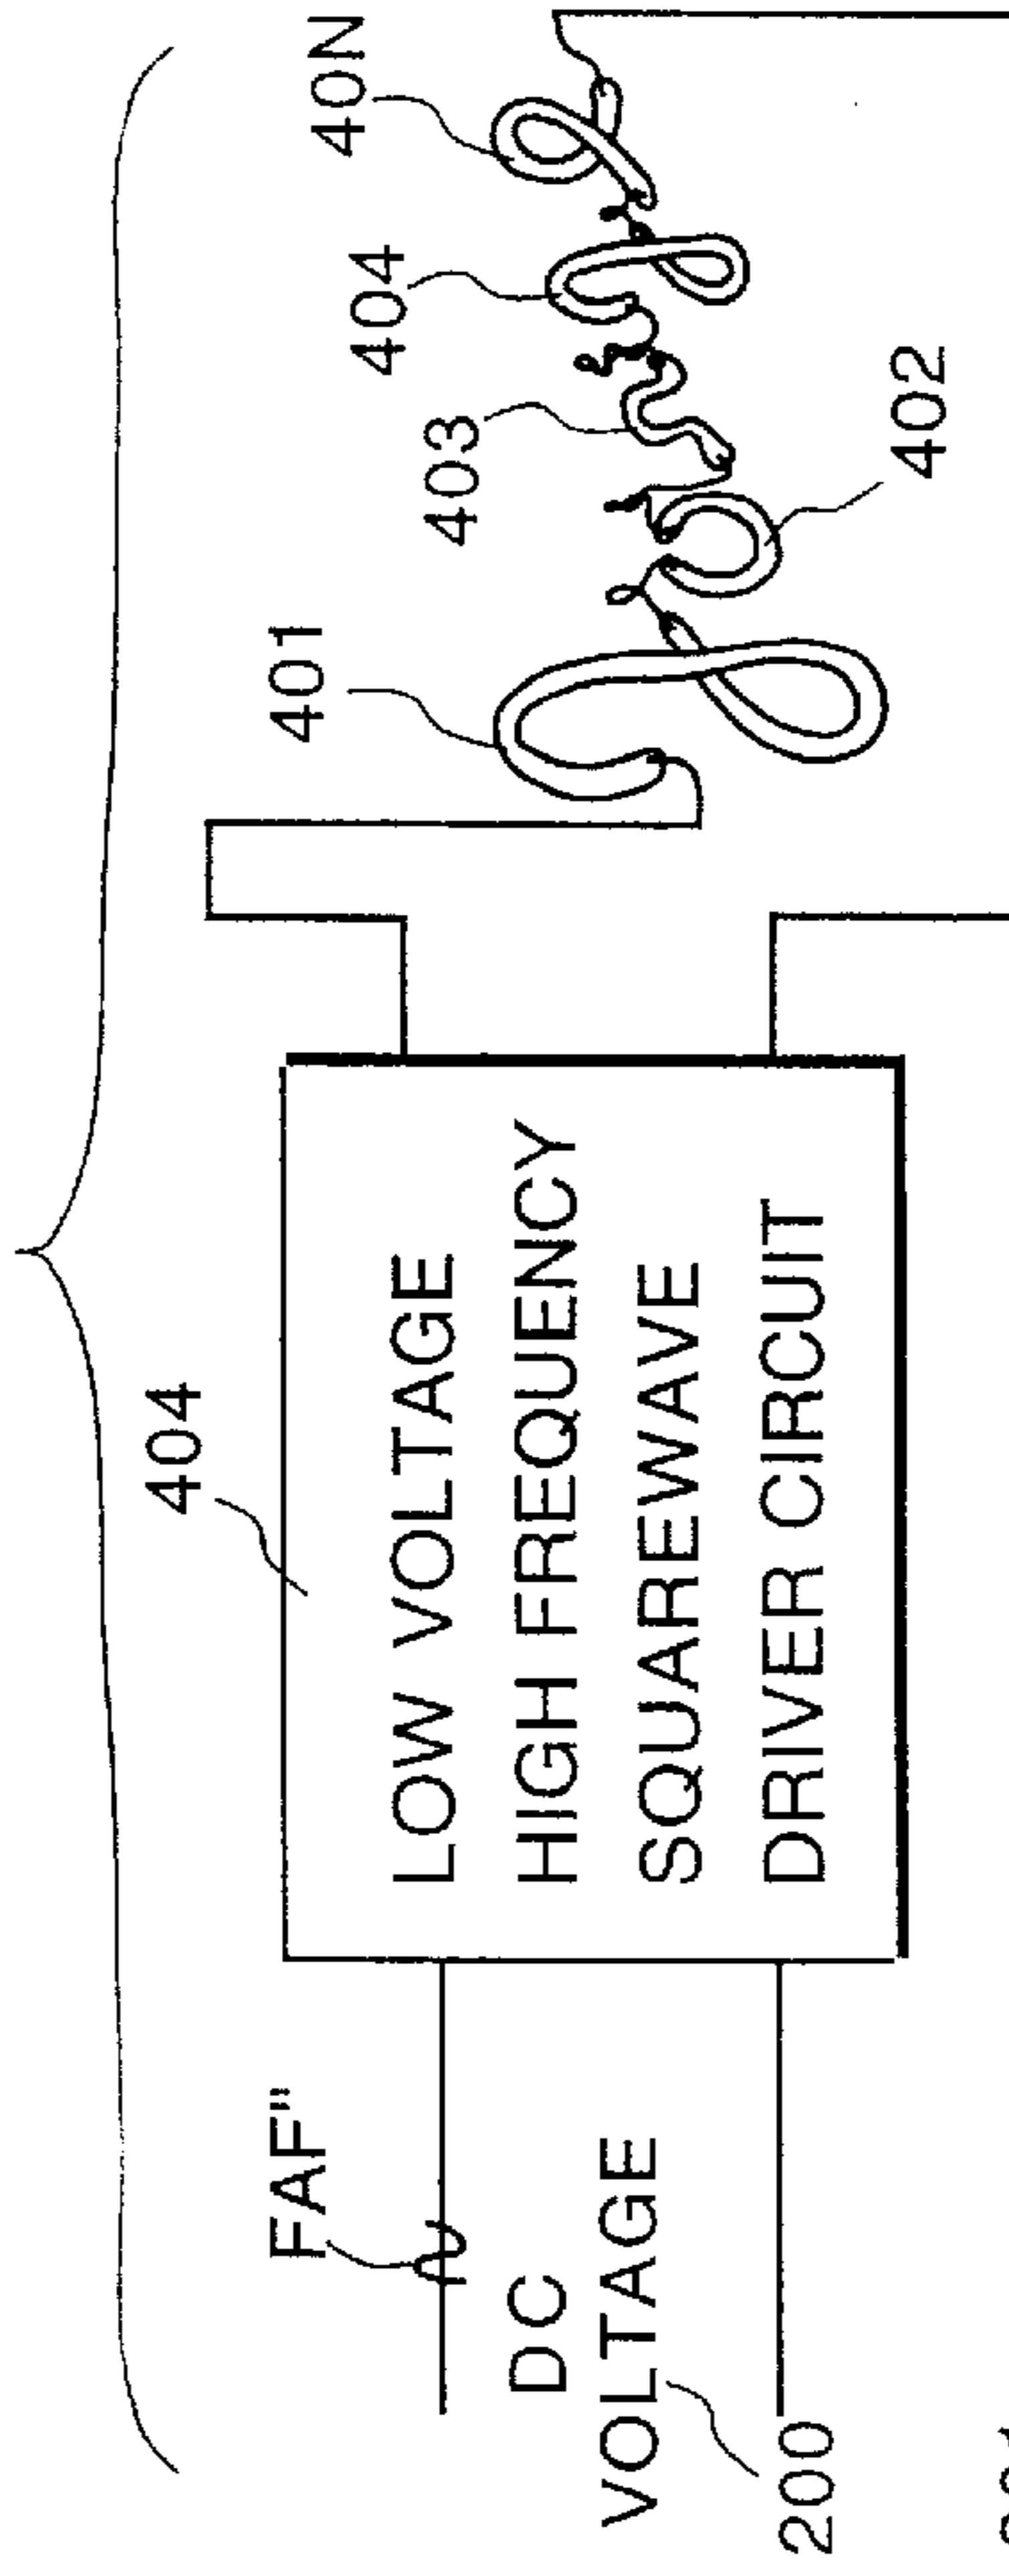 FAF"
DC
VOLTAGE
200
404
LOW VOLTAGE
HIGH FREQUENCY
SQUAREWAVE
DRIVER CIRCUIT
401
402
403
404
40N